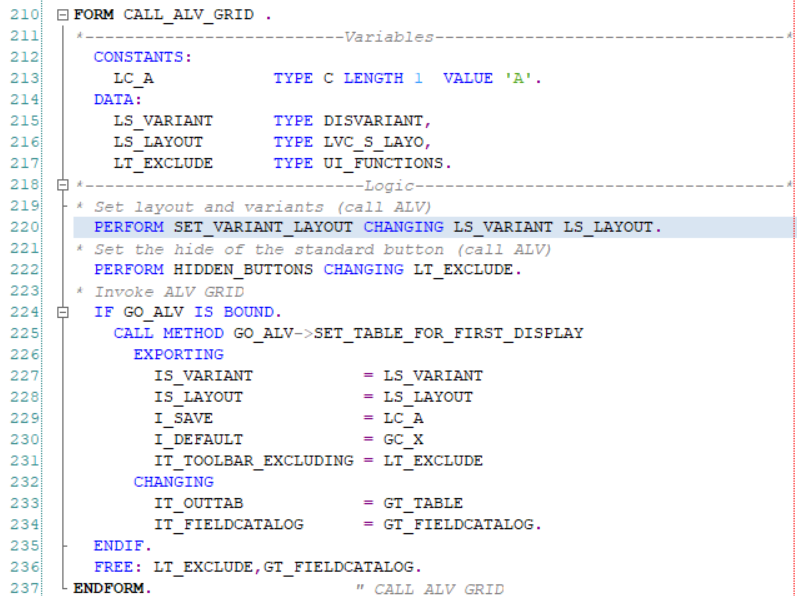 210 FORM CALL_ALV_GRID .
211 *--------------------------Variables-----------------------------------*
212   CONSTANTS:
213     LC_A            TYPE C LENGTH 1  VALUE 'A'.
214   DATA:
215     LS_VARIANT      TYPE DISVARIANT,
216     LS_LAYOUT       TYPE LVC_S_LAYO,
217     LT_EXCLUDE      TYPE UI_FUNCTIONS.
218 *----------------------------Logic-------------------------------------*
219 * Set layout and variants (call ALV)
220   PERFORM SET_VARIANT_LAYOUT CHANGING LS_VARIANT LS_LAYOUT.
221 * Set the hide of the standard button (call ALV)
222   PERFORM HIDDEN_BUTTONS CHANGING LT_EXCLUDE.
223 * Invoke ALV GRID
224   IF GO_ALV IS BOUND.
225     CALL METHOD GO_ALV->SET_TABLE_FOR_FIRST_DISPLAY
226       EXPORTING
227         IS_VARIANT           = LS_VARIANT
228         IS_LAYOUT            = LS_LAYOUT
229         I_SAVE               = LC_A
230         I_DEFAULT            = GC_X
231         IT_TOOLBAR_EXCLUDING = LT_EXCLUDE
232       CHANGING
233         IT_OUTTAB            = GT_TABLE
234         IT_FIELDCATALOG      = GT_FIELDCATALOG.
235   ENDIF.
236   FREE: LT_EXCLUDE,GT_FIELDCATALOG.
237 ENDFORM.                    " CALL_ALV_GRID